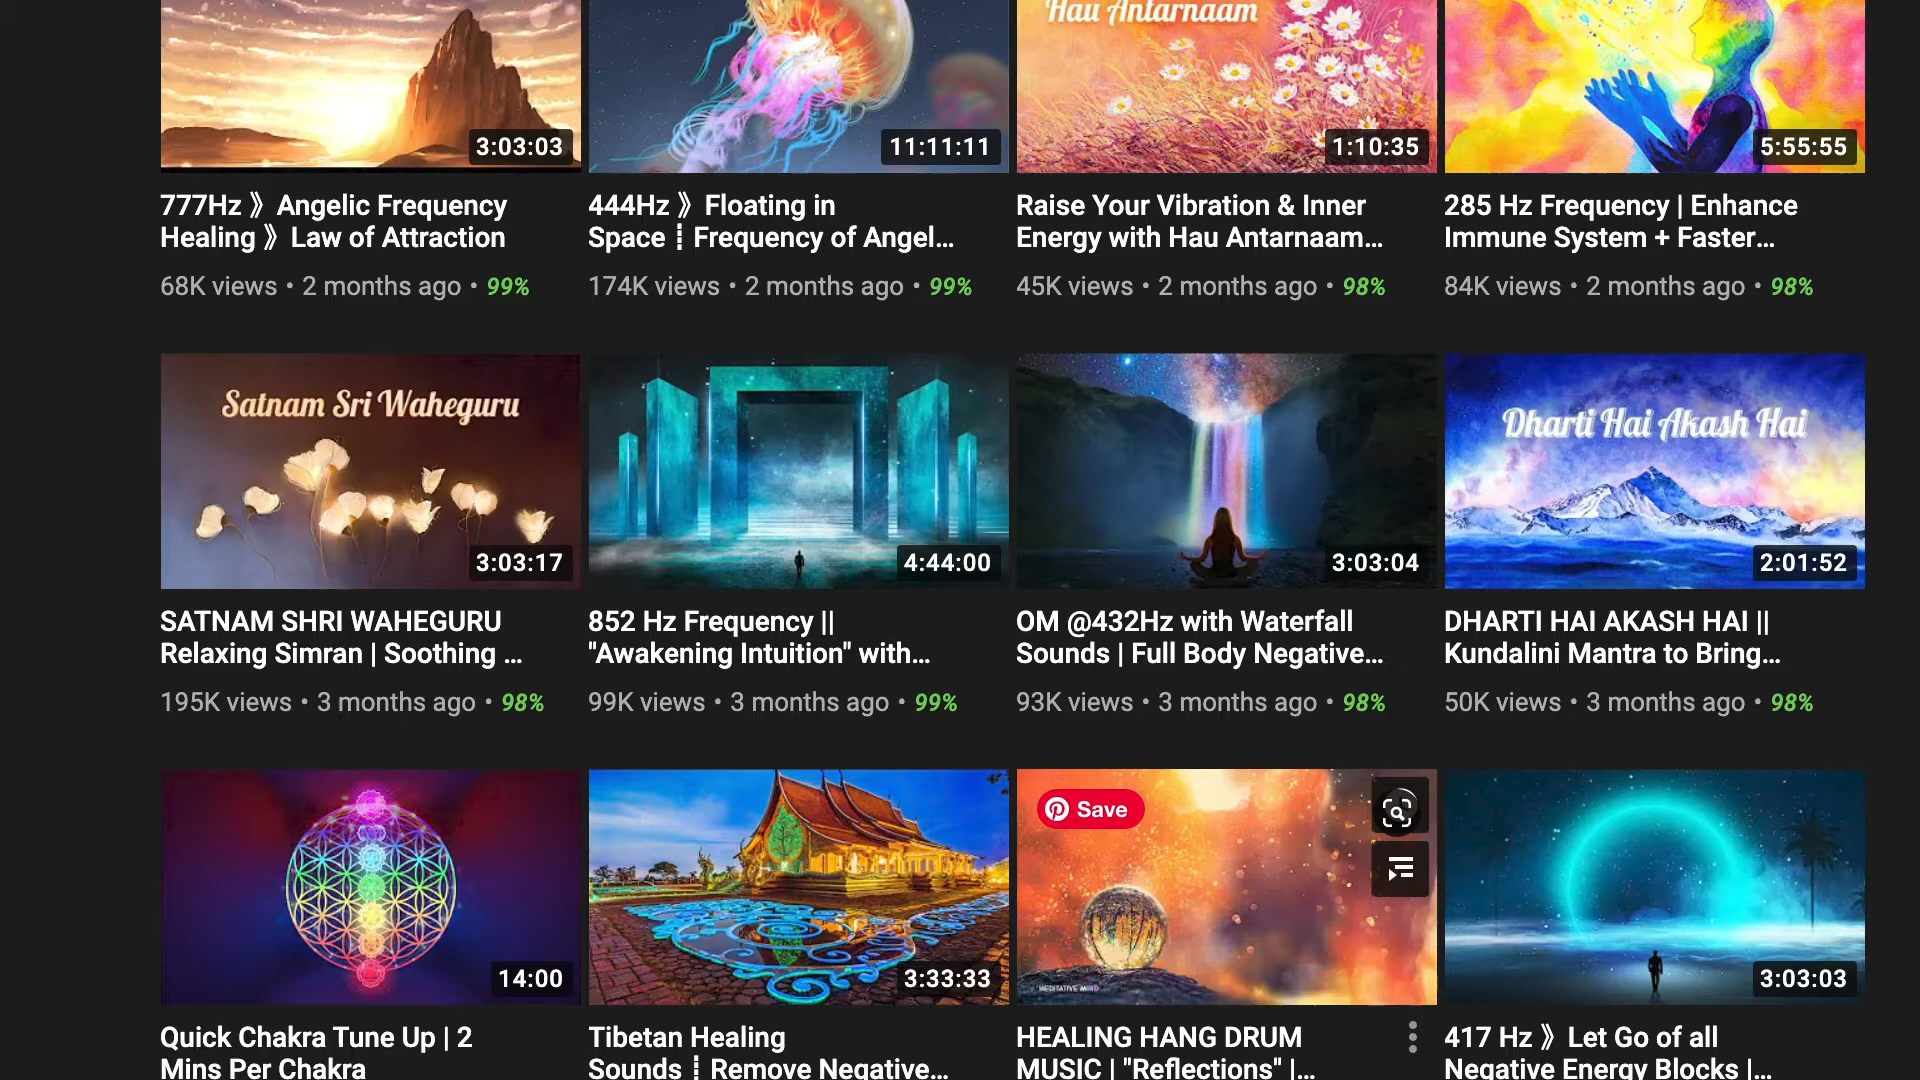 Hau Antarnaam
3:03:03
11:11:11
1:10:35
5:55:55
777Hz 》Angelic Frequency
Healing 》Law of Attraction
68K views • 2 months ago • 99%
444Hz 》Floating in
Space ┋ Frequency of Angel...
174K views • 2 months ago • 99%
Raise Your Vibration & Inner
Energy with Hau Antarnaam...
45K views • 2 months ago • 98%
285 Hz Frequency | Enhance
Immune System + Faster...
84K views • 2 months ago • 98%
Satnam Sri Waheguru
Dharti Hai Akash Hai
3:03:17
4:44:00
3:03:04
2:01:52
SATNAM SHRI WAHEGURU
Relaxing Simran | Soothing ...
195K views • 3 months ago • 98%
852 Hz Frequency ||
"Awakening Intuition" with...
99K views • 3 months ago • 99%
OM @432Hz with Waterfall
Sounds | Full Body Negative...
93K views • 3 months ago • 98%
DHARTI HAI AKASH HAI ||
Kundalini Mantra to Bring...
50K views • 3 months ago • 98%
Save
14:00
3:33:33
MEDITATIVE MIND
3:03:03
Quick Chakra Tune Up | 2
Mins Per Chakra
Tibetan Healing
Sounds ┋ Remove Negative...
HEALING HANG DRUM
MUSIC | "Reflections" |...
417 Hz 》Let Go of all
Negative Energy Blocks |...